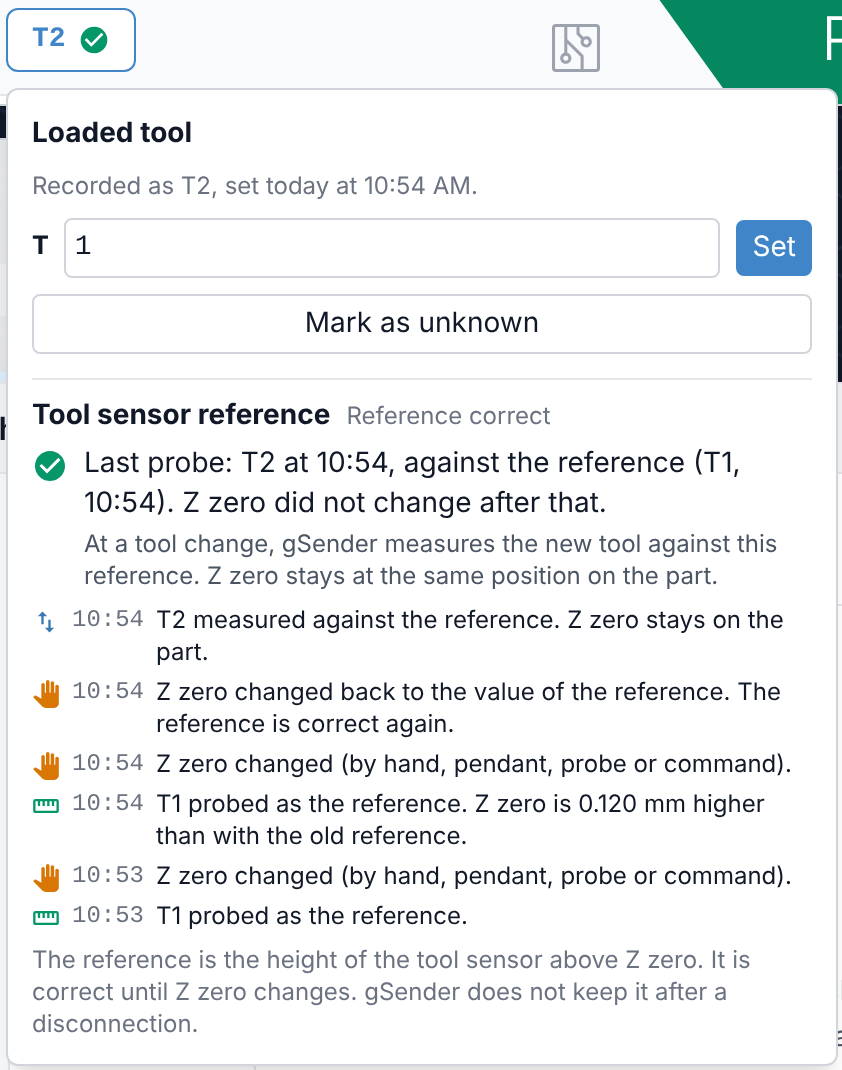 T2
Loaded tool
Recorded as T2, set today at 10:54 AM.
T 1 Set
Mark as unknown
Tool sensor reference Reference correct
Last probe: T2 at 10:54, against the reference (T1,
10:54). Z zero did not change after that.
At a tool change, gSender measures the new tool against this
reference. Z zero stays at the same position on the part.
10:54 T2 measured against the reference. Z zero stays on the
part.
10:54 Z zero changed back to the value of the reference. The
reference is correct again.
10:54 Z zero changed (by hand, pendant, probe or command).
10:54 T1 probed as the reference. Z zero is 0.120 mm higher
than with the old reference.
10:53 Z zero changed (by hand, pendant, probe or command).
10:53 T1 probed as the reference.
The reference is the height of the tool sensor above Z zero. It is
correct until Z zero changes. gSender does not keep it after a
disconnection.